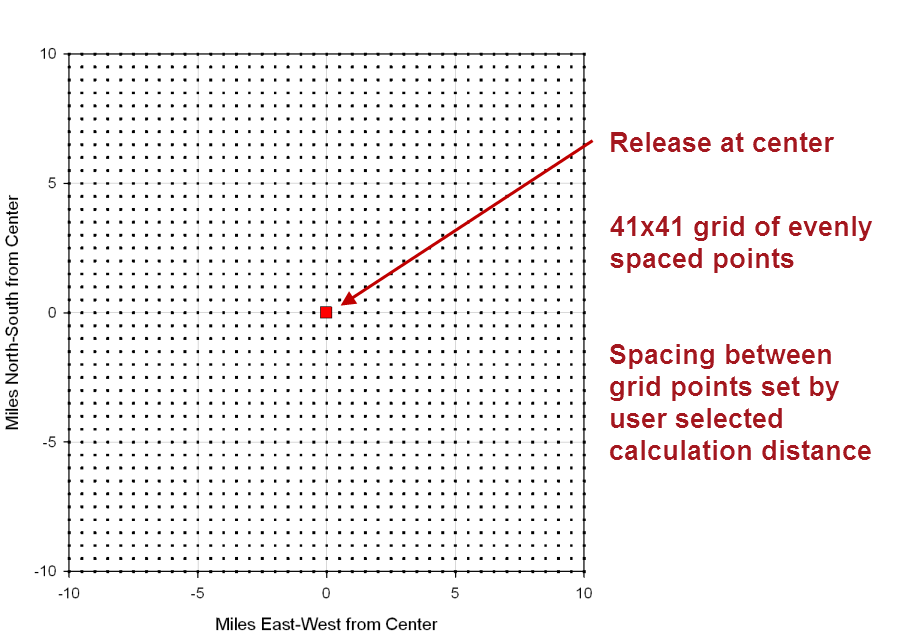 Release at center
41x41 grid of evenly
spaced points
Spacing between
grid points set by
user selected
calculation distance
Miles North-South from Center
10
5
0
-5
-10
-10
-5
0
5
10
Miles East-West from Center